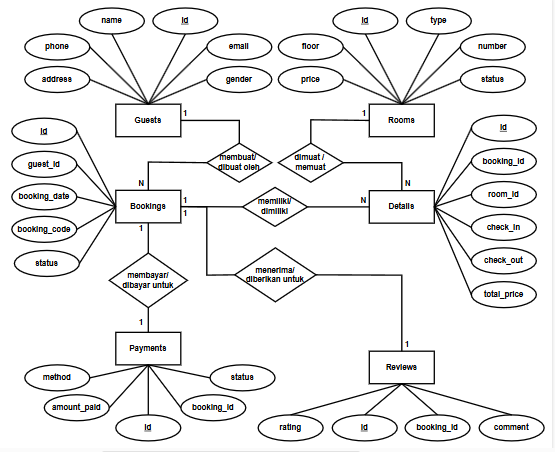 name
id
id
type
phone
email
floor
number
address
gender
price
status
Guests
1
1
Rooms
id
id
membuat/
dibuat oleh
dimuat /
memuat
guest_id
booking_id
N
N
booking_date
room_id
Bookings
1
memiliki/
dimiliki
N
Details
1
booking_code
check_in
1
status
check_out
membayar/
dibayar untuk
menerima/
diberikan untuk
total_price
1
1
Payments
Reviews
method
status
amount_paid
booking_id
id
rating
id
booking_id
comment